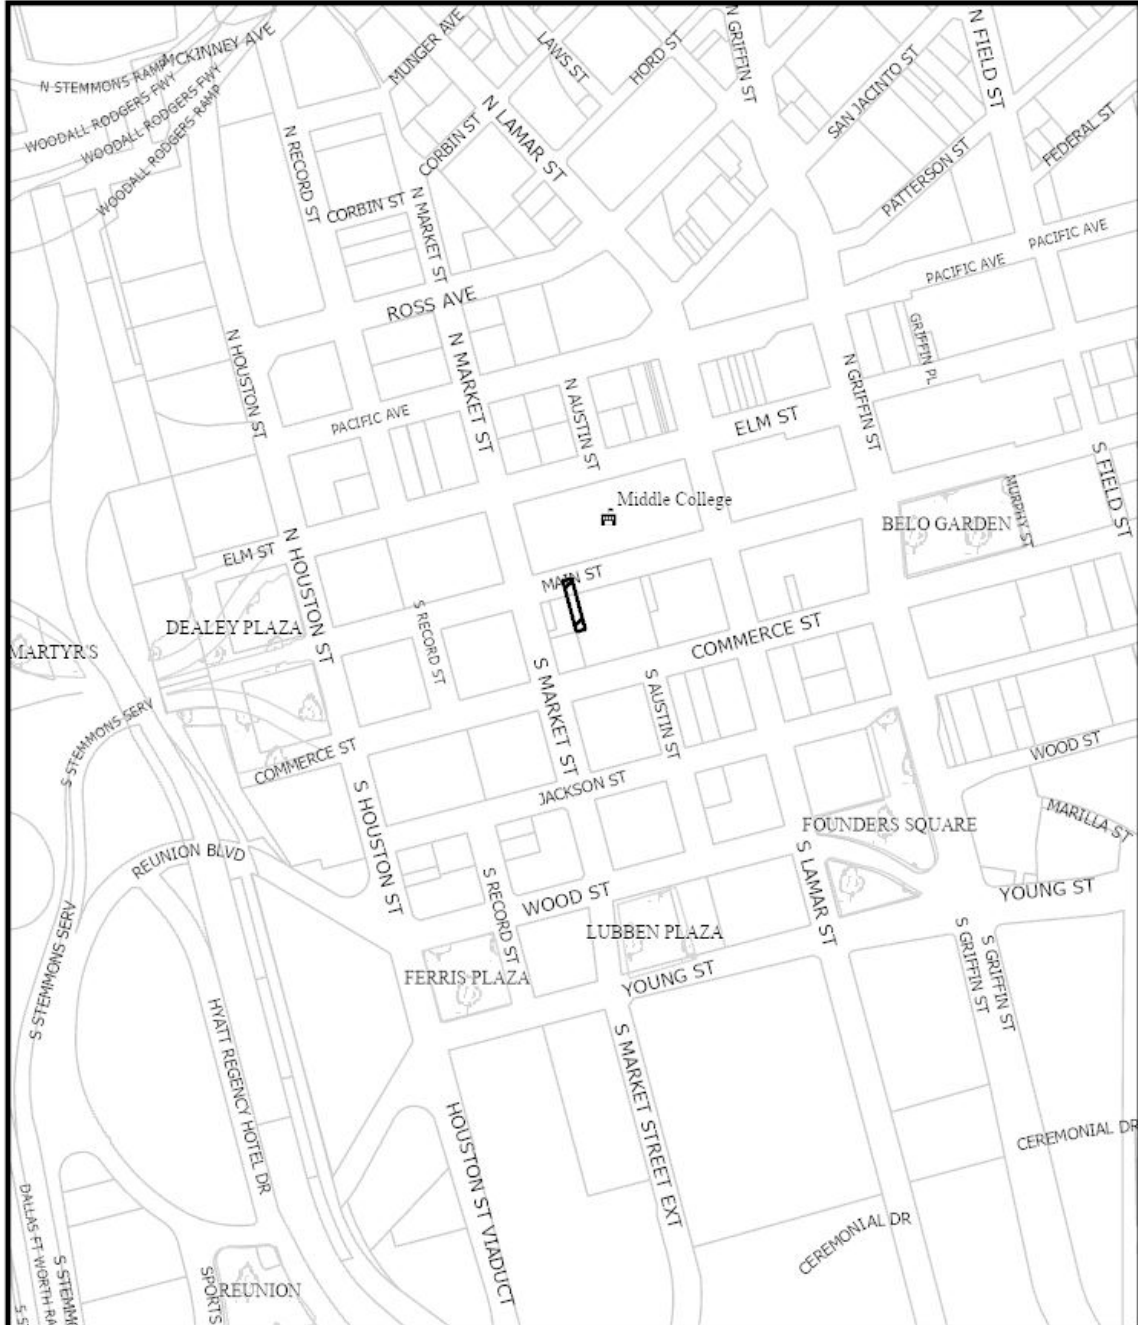 N STEMMONS RAMP
MCKINNEY AVE
WOODALL RODGERS FWY
WOODALL RODGERS FWY
WOODALL RODGERS RAMP
MUNGER AVE
LAWS ST
HORD ST
N GRIFFIN ST
N FIELD ST
SAN JACINTO ST
FEDERAL ST
PATTERSON ST
N RECORD ST
CORBIN ST
N LAMAR ST
CORBIN ST
N MARKET ST
PACIFIC AVE
PACIFIC AVE
ROSS AVE
N HOUSTON ST
N MARKET ST
GRIFFIN PL
N AUSTIN ST
N GRIFFIN ST
PACIFIC AVE
ELM ST
S FIELD ST
Middle College
MURPHY ST
BELO GARDEN
ELM ST
N HOUSTON ST
MAIN ST
DEALEY PLAZA
S RECORD ST
COMMERCE ST
MARTYR'S
S MARKET ST
S AUSTIN ST
S STEMMONS SERV
COMMERCE ST
WOOD ST
JACKSON ST
S HOUSTON ST
FOUNDERS SQUARE
MARILLA ST
REUNION BLVD
S RECORD ST
WOOD ST
S LAMAR ST
YOUNG ST
LUBBEN PLAZA
S STEMMONS SERV
FERRIS PLAZA
YOUNG ST
S GRIFFIN ST
S GRIFFIN ST
HYATT REGENCY HOTEL DR
S MARKET STREET EXT
HOUSTON ST VIADUCT
CEREMONIAL DR
CEREMONIAL DR
DALLAS FT WORTH RA
S STEMM
SPORTS
REUNION
S S